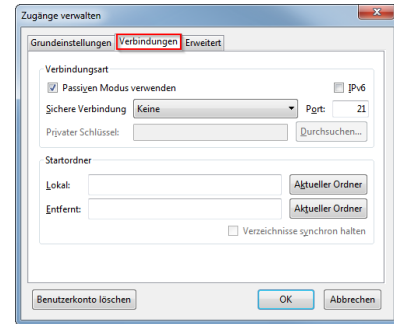 Zugänge verwalten
Grundeinstellungen Verbindungen Erweitert
Verbindungsart
Passiven Modus verwenden IPv6
Sichere Verbindung Keine Port: 21
Privater Schlüssel: Durchsuchen...
Startordner
Lokal: Aktueller Ordner
Entfernt: Aktueller Ordner
Verzeichnisse synchron halten
Benutzerkonto löschen OK Abbrechen